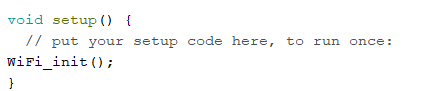 void setup() {
  // put your setup code here, to run once:
WiFi_init();
}